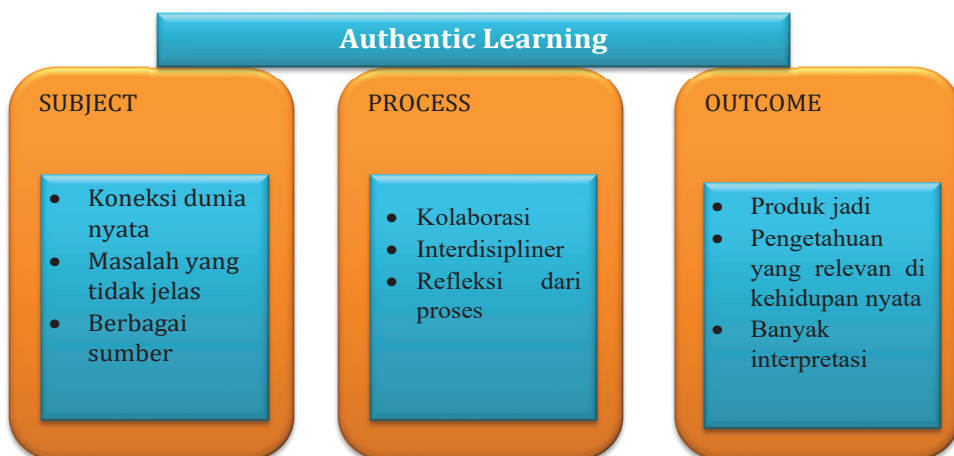 Authentic Learning
SUBJECT
• Koneksi dunia
nyata
• Masalah yang
tidak jelas
• Berbagai
sumber
PROCESS
• Kolaborasi
• Interdisipliner
• Refleksi dari
proses
OUTCOME
• Produk jadi
• Pengetahuan
yang relevan di
kehidupan nyata
• Banyak
interpretasi